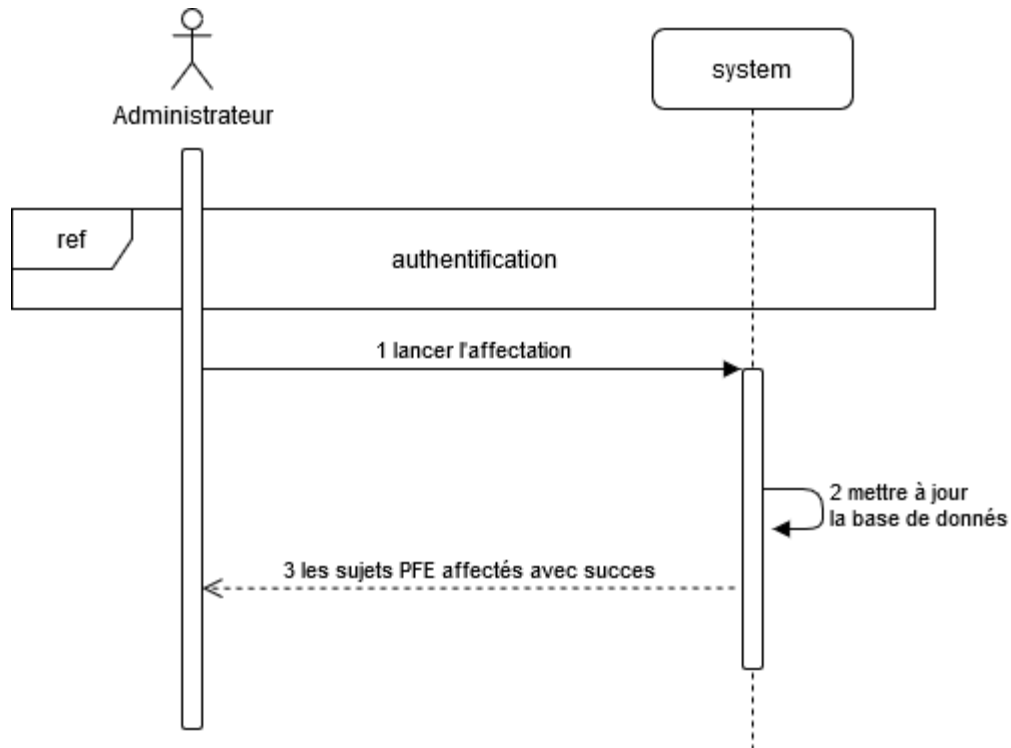 system
Administrateur
ref
authentification
1 lancer l'affectation
2 mettre à jour
la base de donnés
3 les sujets PFE affectés avec succes